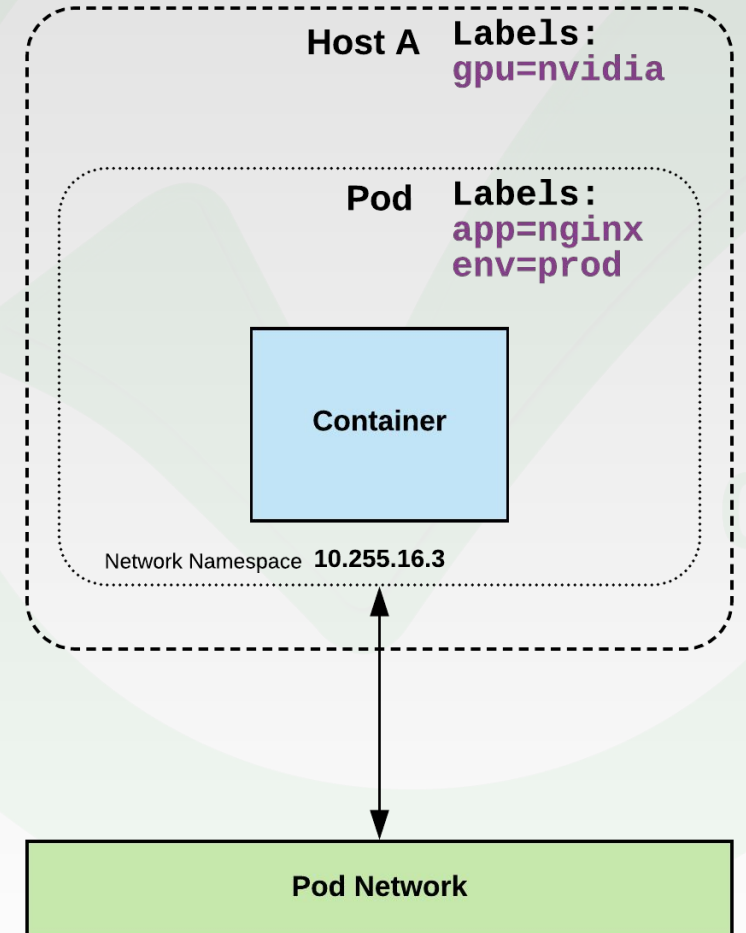 Host A
Labels:
gpu=nvidia
Pod
Labels:
app=nginx
env=prod
Container
Network Namespace 10.255.16.3
Pod Network